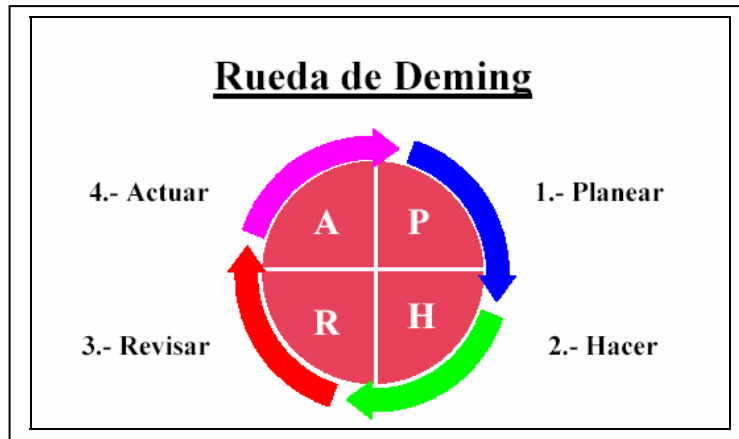 Rueda de Deming
4.- Actuar
1.- Planear
A
P
R
H
3.- Revisar
2.- Hacer